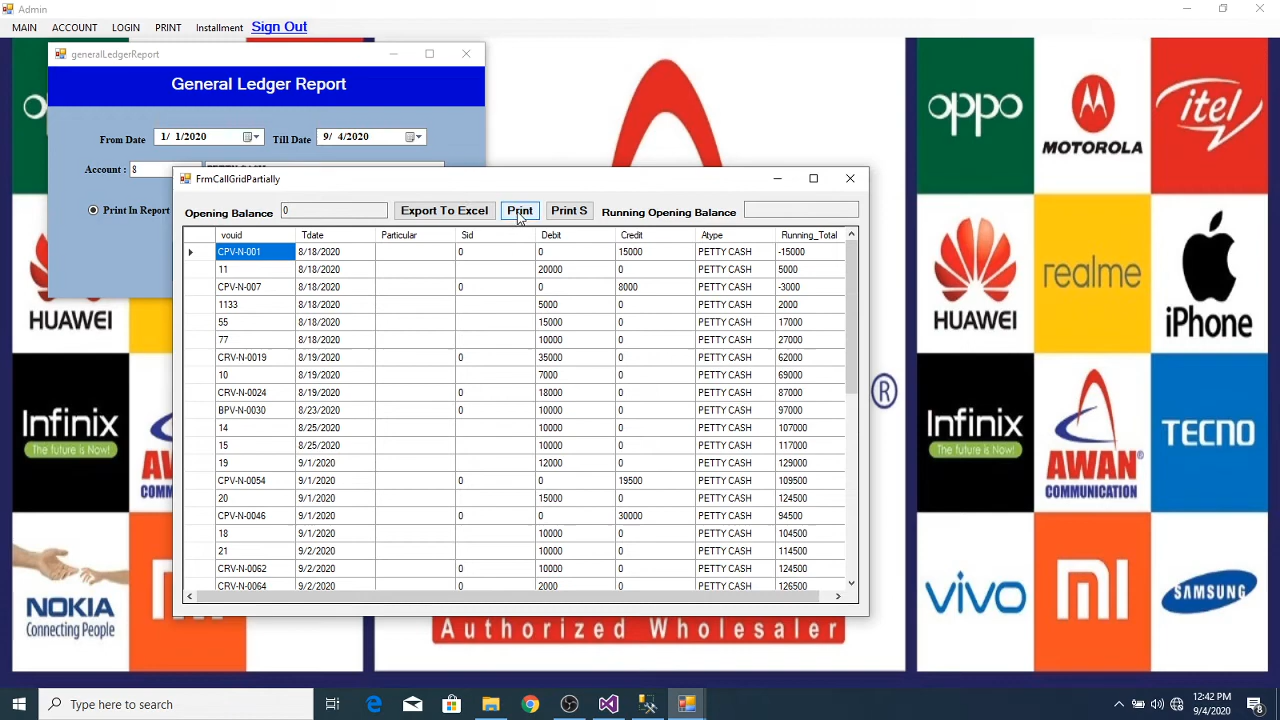 Admin
MAIN ACCOUNT LOGIN PRINT Installment Sign Out
generalLedgerReport
General Ledger Report
From Date 1/ 1/2020 Till Date 9/ 4/2020
Account : 8 PETTY CASH
Print In Report
FrmCallGridPartially
Opening Balance 0 Export To Excel Print Print S Running Opening Balance
vouid Tdate Particular Sid Debit Credit Atype Running_Total
CPV-N-001 8/18/2020 0 0 15000 PETTY CASH -15000
11 8/18/2020 20000 0 PETTY CASH 5000
CPV-N-007 8/18/2020 0 0 8000 PETTY CASH -3000
1133 8/18/2020 5000 0 PETTY CASH 2000
55 8/18/2020 15000 0 PETTY CASH 17000
77 8/18/2020 10000 0 PETTY CASH 27000
CRV-N-0019 8/19/2020 0 35000 0 PETTY CASH 62000
10 8/19/2020 7000 0 PETTY CASH 69000
CRV-N-0024 8/19/2020 0 18000 0 PETTY CASH 87000
BPV-N-0030 8/23/2020 0 10000 0 PETTY CASH 97000
14 8/25/2020 10000 0 PETTY CASH 107000
15 8/25/2020 10000 0 PETTY CASH 117000
19 9/1/2020 12000 0 PETTY CASH 129000
CPV-N-0054 9/1/2020 0 0 19500 PETTY CASH 109500
20 9/1/2020 15000 0 PETTY CASH 124500
CPV-N-0046 9/1/2020 0 0 30000 PETTY CASH 94500
18 9/1/2020 10000 0 PETTY CASH 104500
21 9/2/2020 10000 0 PETTY CASH 114500
CRV-N-0062 9/2/2020 0 10000 0 PETTY CASH 124500
CRV-N-0064 9/2/2020 0 2000 0 PETTY CASH 126500
HUAWEI
Infinix
The future is Now!
NOKIA
Connecting People
®
Authorized Wholesaler
oppo
MOTOROLA
itel
HUAWEI
realme
iPhone
Infinix
The future is Now!
AWAN
COMMUNICATION
®
TECNO
vivo
mi
SAMSUNG
Type here to search
12:42 PM
9/4/2020
8